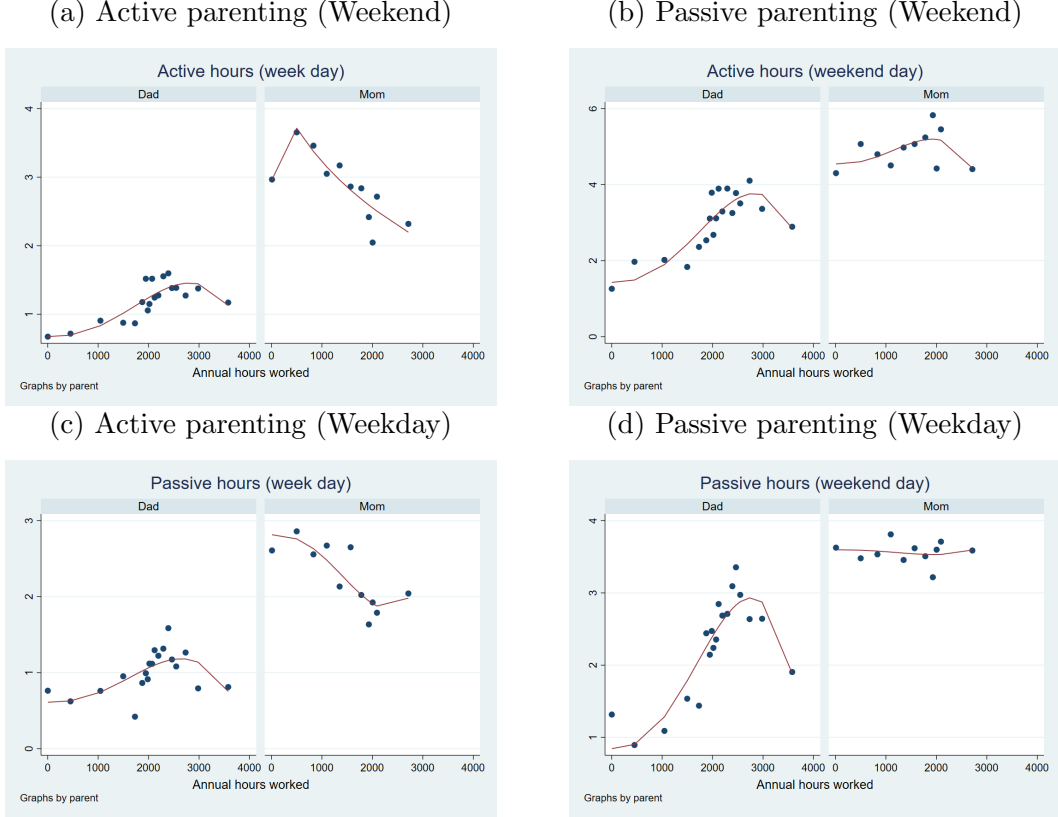 (a) Active parenting (Weekend)
Active hours (week day)
Dad Mom
4
3
2
1
0 1000 2000 3000 4000 0 1000 2000 3000 4000
Annual hours worked
Graphs by parent
(b) Passive parenting (Weekend)
Active hours (weekend day)
Dad Mom
6
4
2
0
0 1000 2000 3000 4000 0 1000 2000 3000 4000
Annual hours worked
Graphs by parent
(c) Active parenting (Weekday)
Passive hours (week day)
Dad Mom
3
2
1
0
0 1000 2000 3000 4000 0 1000 2000 3000 4000
Annual hours worked
Graphs by parent
(d) Passive parenting (Weekday)
Passive hours (weekend day)
Dad Mom
4
3
2
1
0 1000 2000 3000 4000 0 1000 2000 3000 4000
Annual hours worked
Graphs by parent